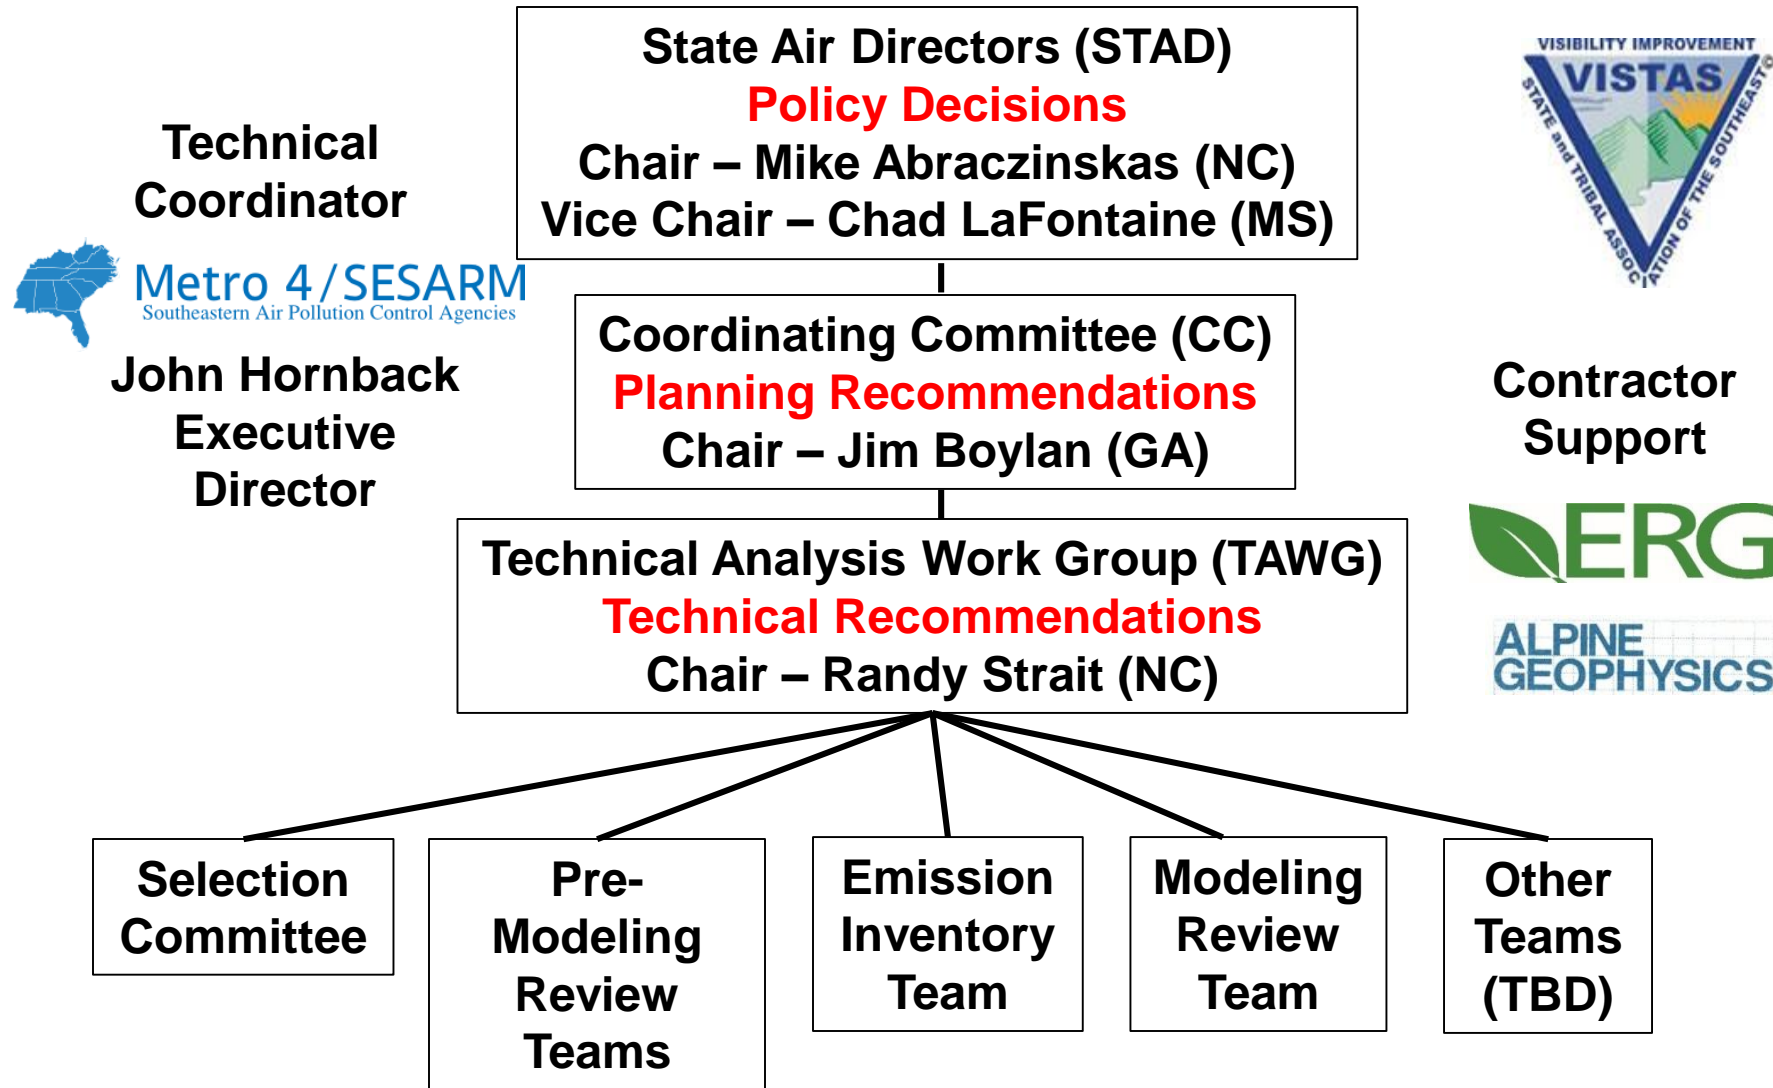 State Air Directors (STAD)
Policy Decisions
Chair – Mike Abraczinskas (NC)
Vice Chair – Chad LaFontaine (MS)
Technical
Coordinator
Metro 4/SESARM
Southeastern Air Pollution Control Agencies
John Hornback
Executive
Director
VISIBILITY IMPROVEMENT
VISTAS
STATE and TRIBAL ASSOCIATION OF THE SOUTHEAST
©
Coordinating Committee (CC)
Planning Recommendations
Chair – Jim Boylan (GA)
Contractor
Support
ERG
ALPINE
GEOPHYSICS
Technical Analysis Work Group (TAWG)
Technical Recommendations
Chair – Randy Strait (NC)
Selection
Committee
Pre-
Modeling
Review
Teams
Emission
Inventory
Team
Modeling
Review
Team
Other
Teams
(TBD)